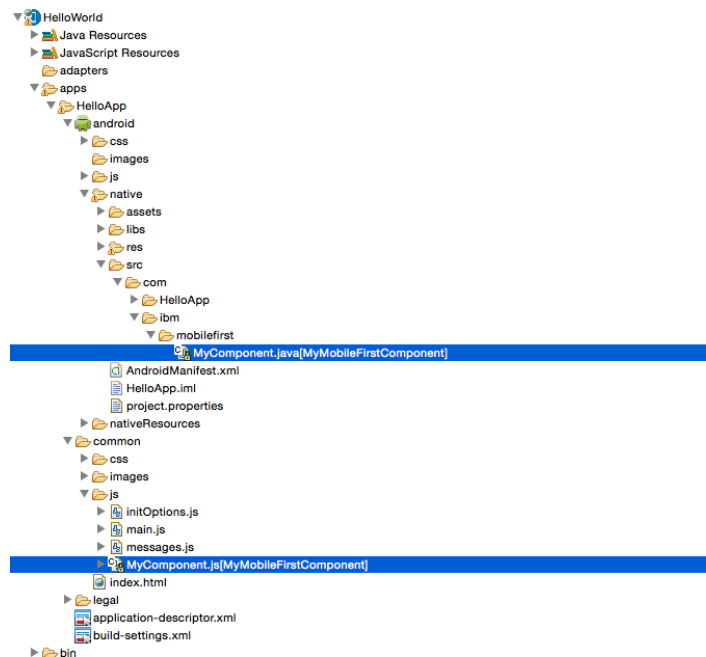 HelloWorld
Java Resources
JavaScript Resources
adapters
apps
HelloApp
android
css
images
js
native
assets
libs
res
src
com
HelloApp
ibm
mobilefirst
MyComponent.java[MyMobileFirstComponent]
AndroidManifest.xml
HelloApp.iml
project.properties
nativeResources
common
css
images
js
initOptions.js
main.js
messages.js
MyComponent.js[MyMobileFirstComponent]
index.html
legal
application-descriptor.xml
build-settings.xml
bin